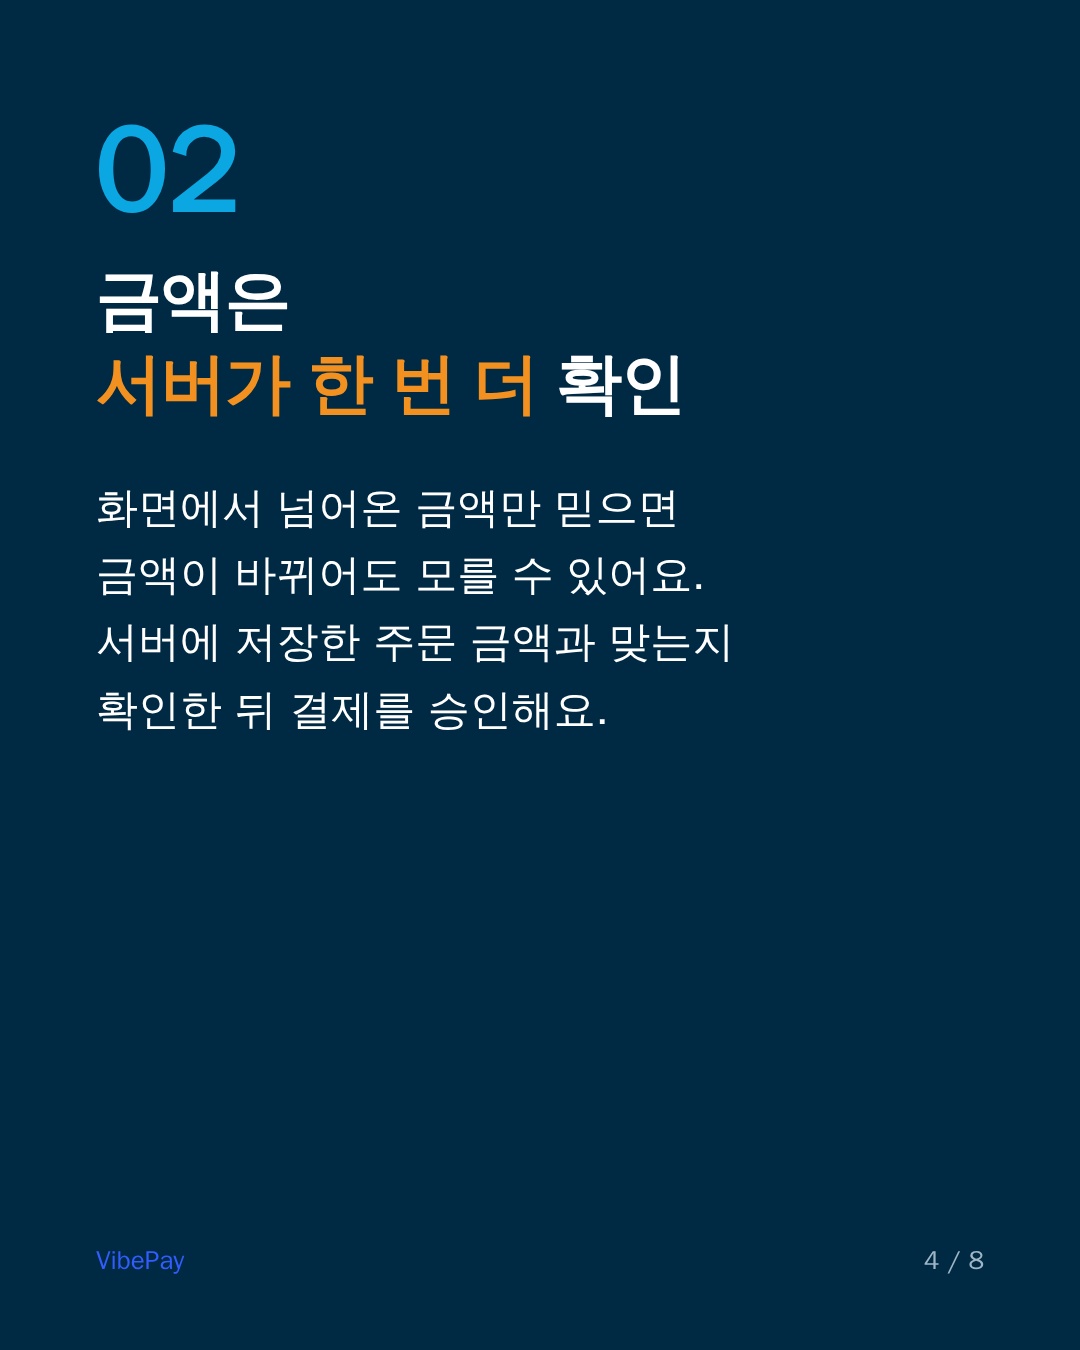 02
금액은
서버가 한 번 더 확인
화면에서 넘어온 금액만 믿으면
금액이 바뀌어도 모를 수 있어요.
서버에 저장한 주문 금액과 맞는지
확인한 뒤 결제를 승인해요.
VibePay
4 / 8